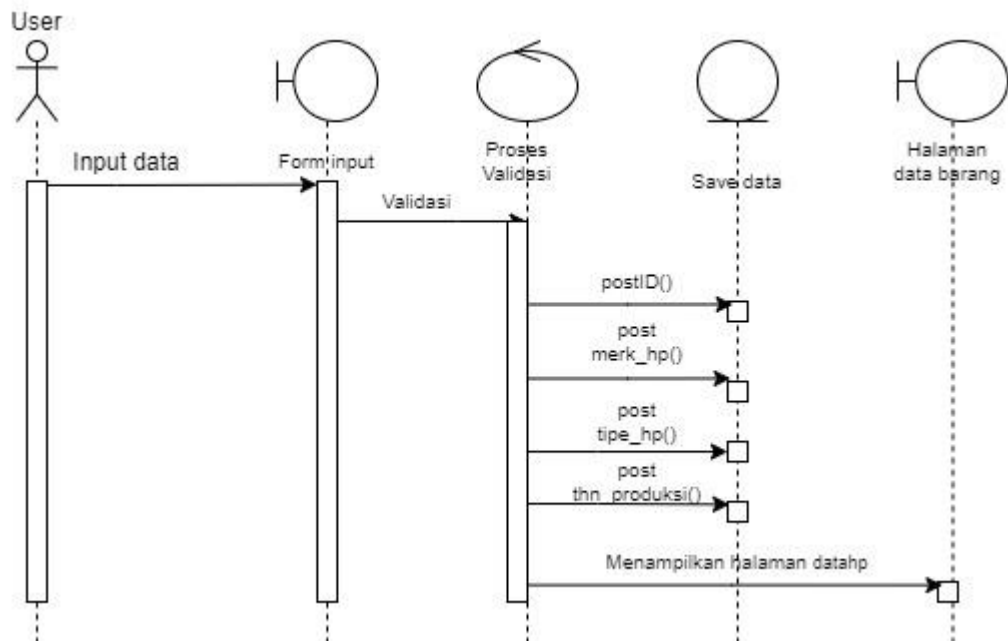 User
Form input
Proses
Validasi
Save data
Halaman
data barang
Input data
Validasi
postID()
post
merk_hp()
post
tipe_hp()
post
thn_produksi()
Menampilkan halaman datahp